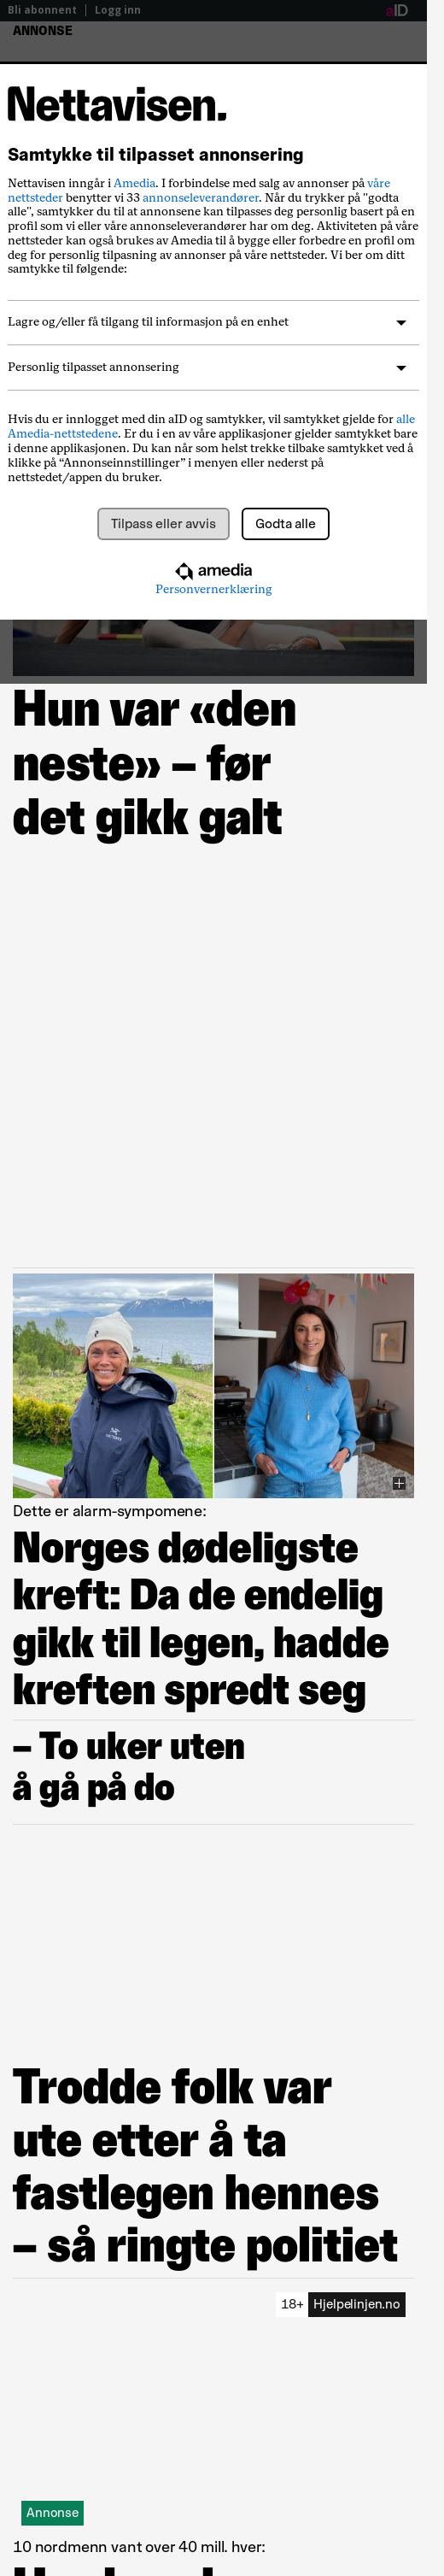 Bli abonnent | Logg inn aID
ANNONSE
Nettavisen.
Samtykke til tilpasset annonsering
Nettavisen inngår i Amedia. I forbindelse med salg av annonser på våre
nettsteder benytter vi 33 annonseleverandører. Når du trykker på "godta
alle", samtykker du til at annonsene kan tilpasses deg personlig basert på en
profil som vi eller våre annonseleverandører har om deg. Aktiviteten på våre
nettsteder kan også brukes av Amedia til å bygge eller forbedre en profil om
deg for personlig tilpasning av annonser på våre nettsteder. Vi ber om ditt
samtykke til følgende:
Lagre og/eller få tilgang til informasjon på en enhet
Personlig tilpasset annonsering
Hvis du er innlogget med din aID og samtykker, vil samtykket gjelde for alle
Amedia-nettstedene. Er du i en av våre applikasjoner gjelder samtykket bare
i denne applikasjonen. Du kan når som helst trekke tilbake samtykket ved å
klikke på “Annonseinnstillinger” i menyen eller nederst på
nettstedet/appen du bruker.
Tilpass eller avvis Godta alle
amedia
Personvernerklæring
Hun var «den
neste» – før
det gikk galt
Dette er alarm-sympomene:
Norges dødeligste
kreft: Da de endelig
gikk til legen, hadde
kreften spredt seg
– To uker uten
å gå på do
Trodde folk var
ute etter å ta
fastlegen hennes
– så ringte politiet
18+ Hjelpelinjen.no
Annonse
10 nordmenn vant over 40 mill. hver: